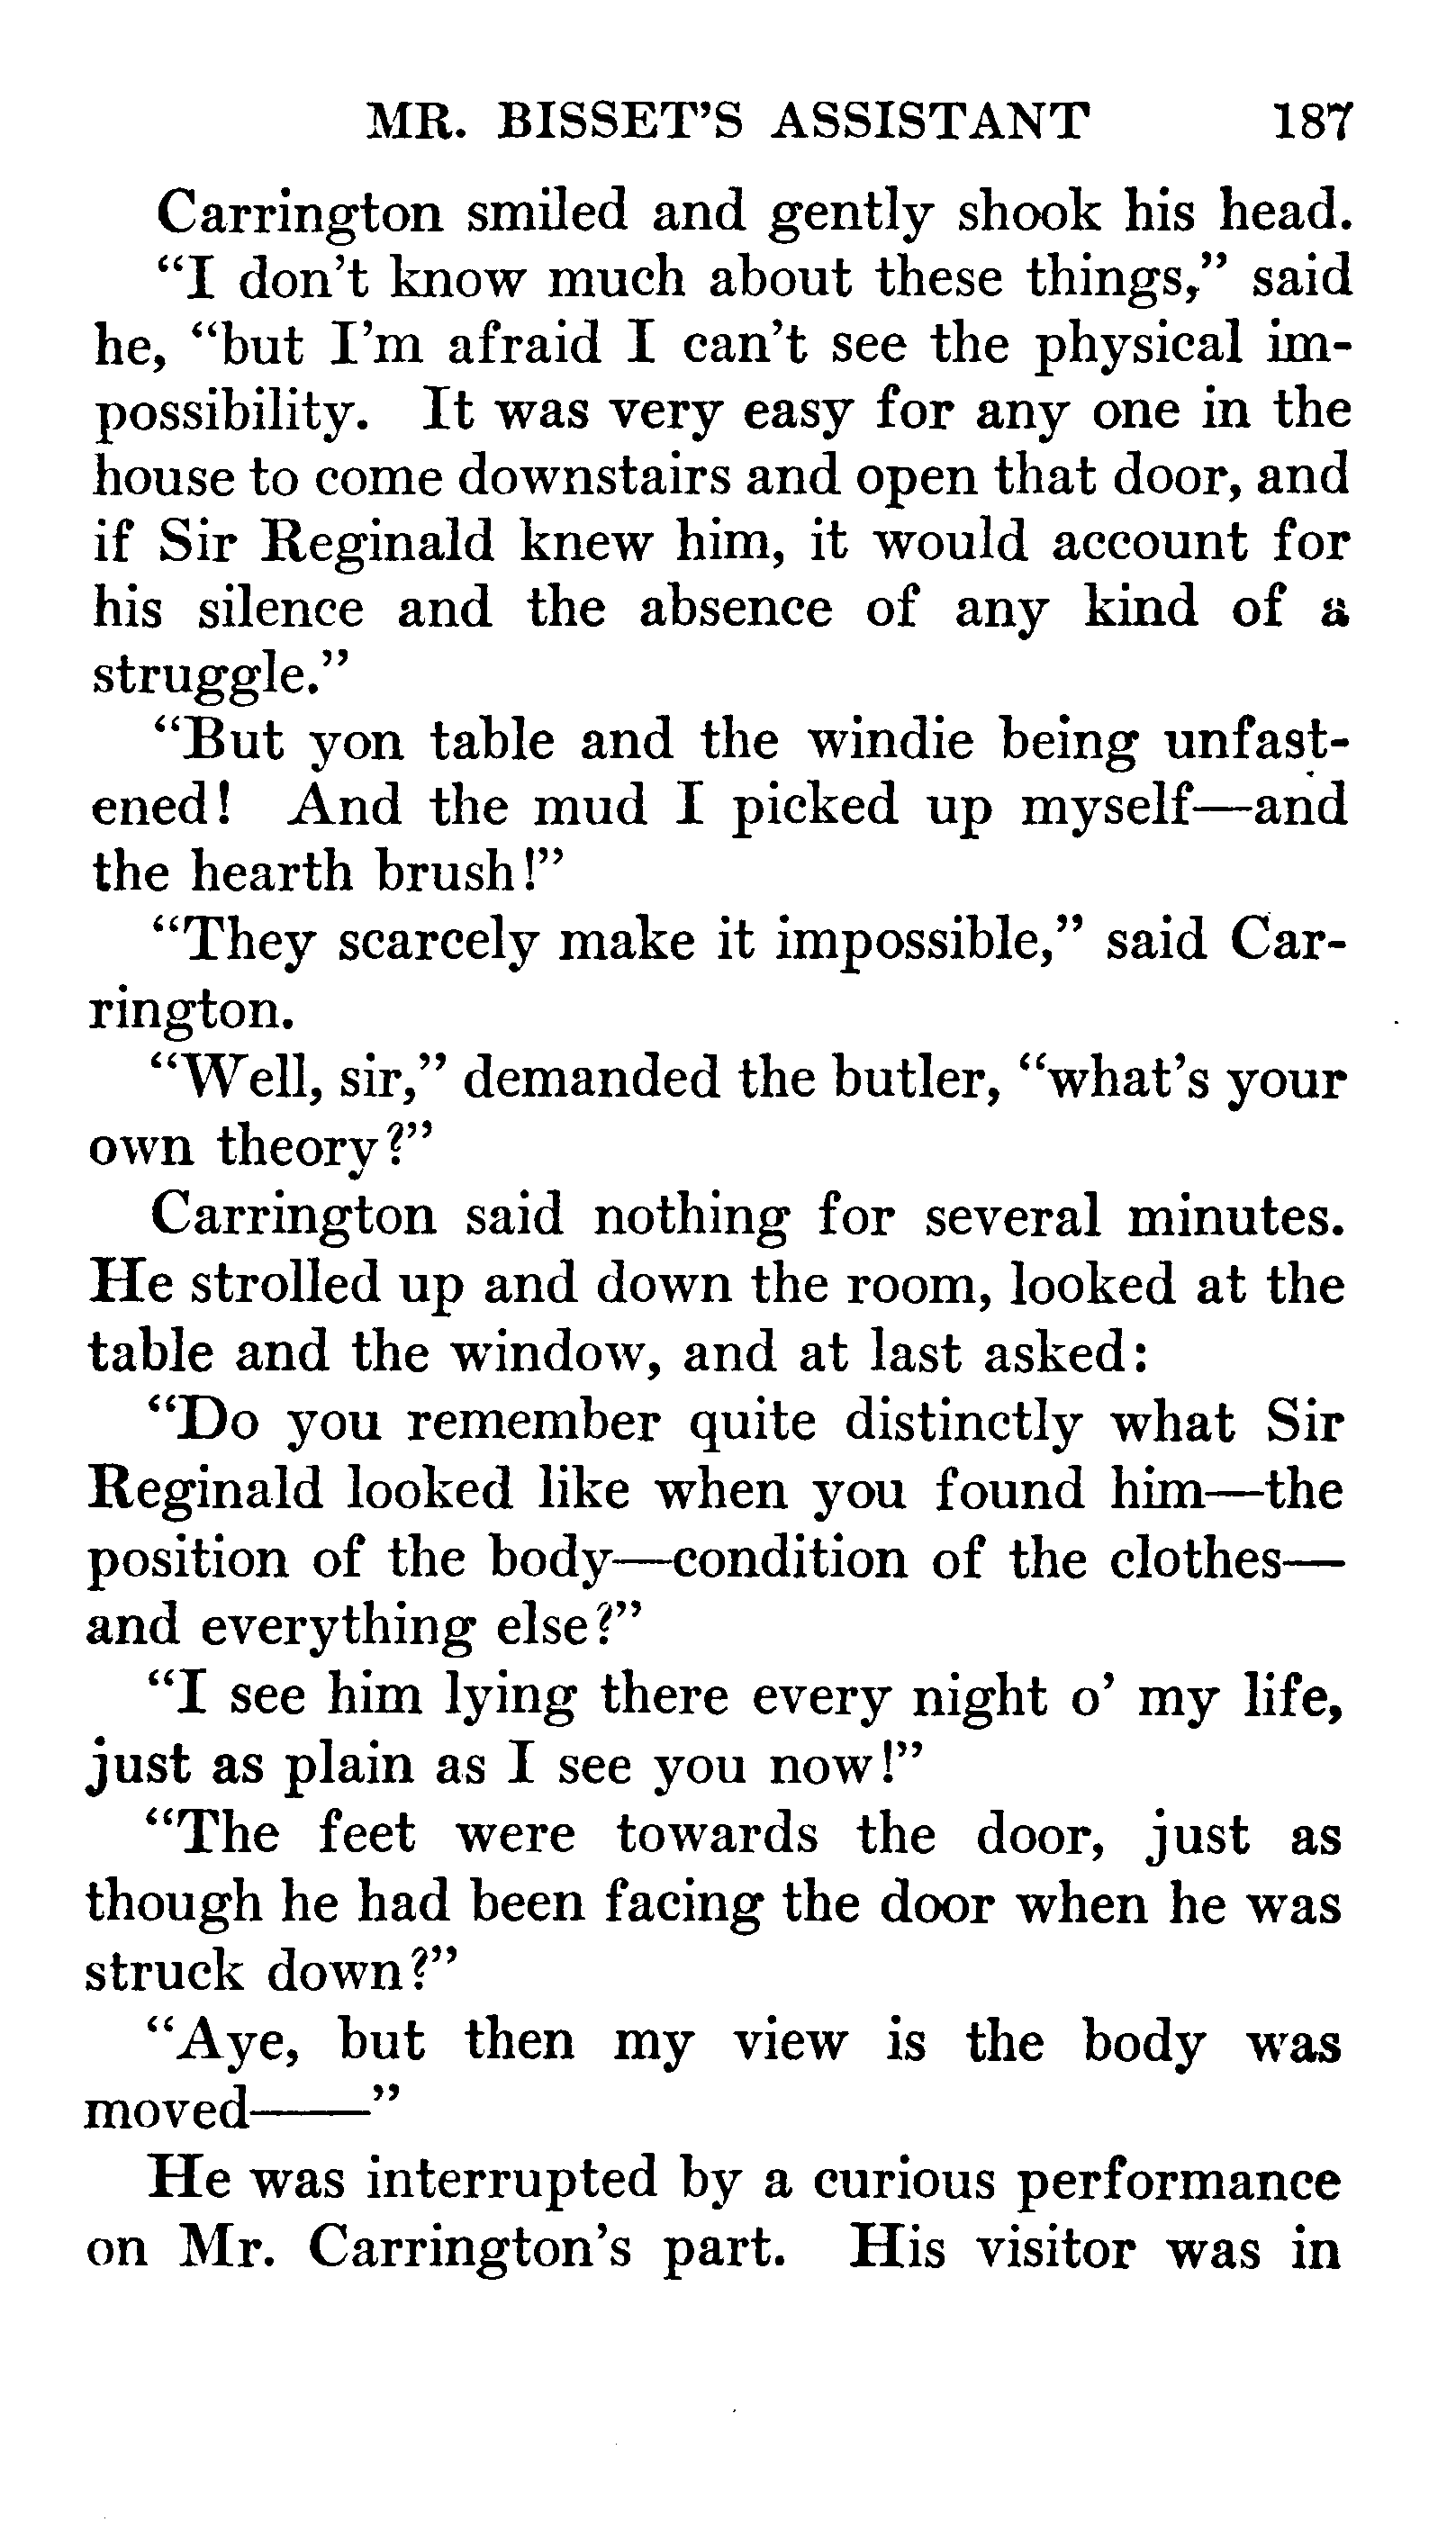 MR. BISSET'S ASSISTANT 187
Carrington smiled and gently shook his head.
"I don't know much about these things," said
he, "but I'm afraid I can't see the physical im-
possibility. It was very easy for any one in the
house to come downstairs and open that door, and
if Sir Reginald knew him, it would account for
his silence and the absence of any kind of a
struggle."
"But yon table and the windie being unfast-
ened! And the mud I picked up myself—and
the hearth brush!"
"They scarcely make it impossible," said Car-
rington.
"Well, sir," demanded the butler, "what's your
own theory?"
Carrington said nothing for several minutes.
He strolled up and down the room, looked at the
table and the window, and at last asked:
"Do you remember quite distinctly what Sir
Reginald looked like when you found him—the
position of the body—condition of the clothes—
and everything else?"
"I see him lying there every night o' my life,
just as plain as I see you now!"
"The feet were towards the door, just as
though he had been facing the door when he was
struck down?"
"Aye, but then my view is the body was
moved——"
He was interrupted by a curious performance
on Mr. Carrington's part. His visitor was in